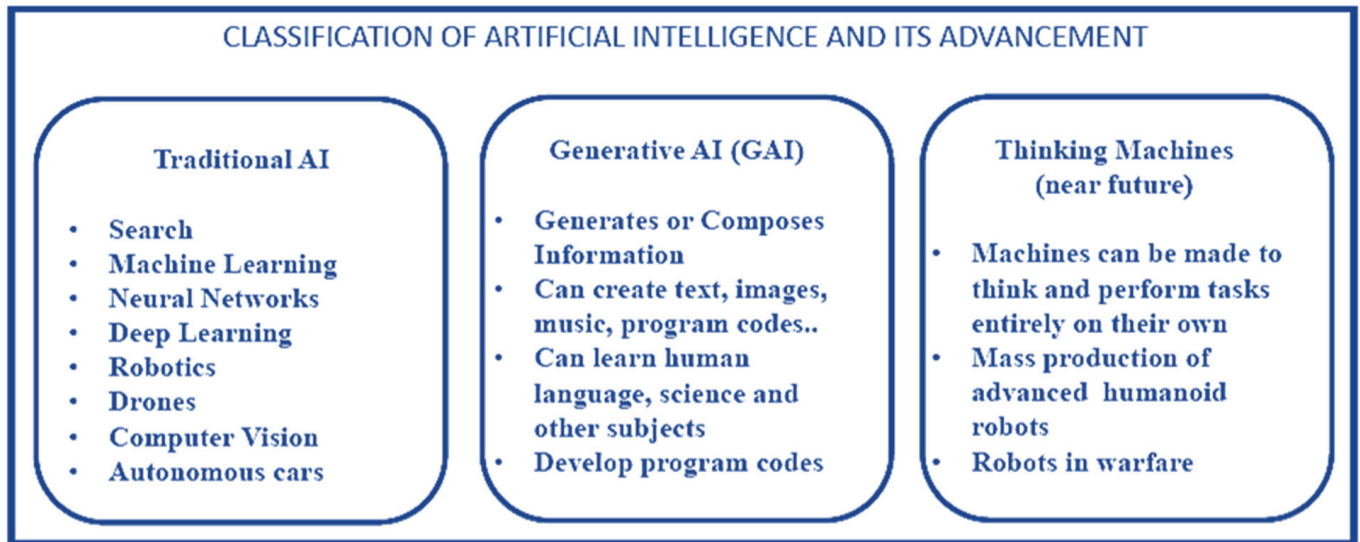 CLASSIFICATION OF ARTIFICIAL INTELLIGENCE AND ITS ADVANCEMENT
Traditional AI
• Search
• Machine Learning
• Neural Networks
• Deep Learning
• Robotics
• Drones
• Computer Vision
• Autonomous cars
Generative AI (GAI)
• Generates or Composes
Information
• Can create text, images,
music, program codes..
• Can learn human
language, science and
other subjects
• Develop program codes
Thinking Machines
(near future)
• Machines can be made to
think and perform tasks
entirely on their own
• Mass production of
advanced humanoid
robots
• Robots in warfare